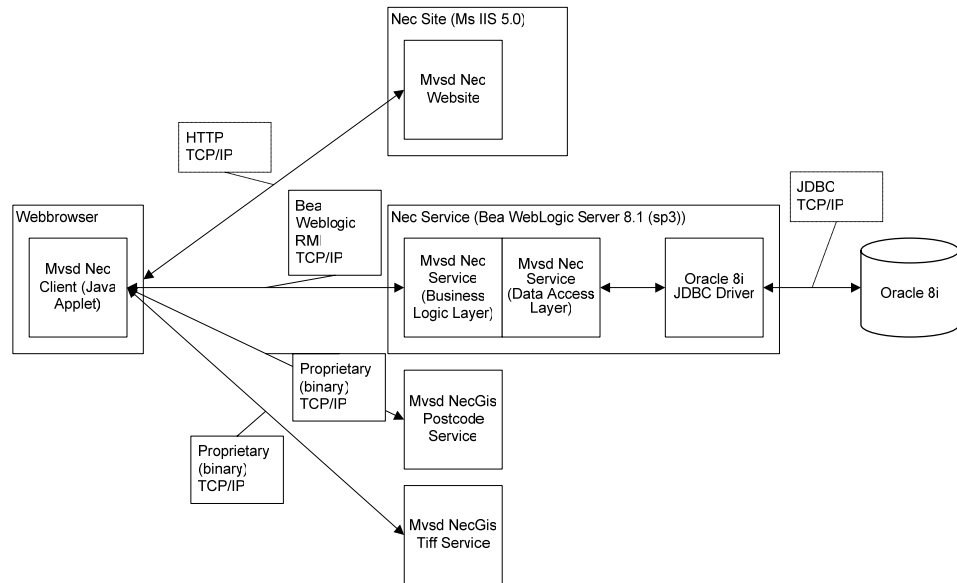 Nec Site (Ms IIS 5.0)
Mvsd Nec
Website
HTTP
TCP/IP
Bea
Weblogic
RMI
TCP/IP
JDBC
TCP/IP
Webbrowser
Mvsd Nec
Client (Java
Applet)
Nec Service (Bea WebLogic Server 8.1 (sp3))
Mvsd Nec
Service
(Business
Logic Layer)
Mvsd Nec
Service
(Data Access
Layer)
Oracle 8i
JDBC Driver
Oracle 8i
Proprietary
(binary)
TCP/IP
Mvsd NecGis
Postcode
Service
Proprietary
(binary)
TCP/IP
Mvsd NecGis
Tiff Service